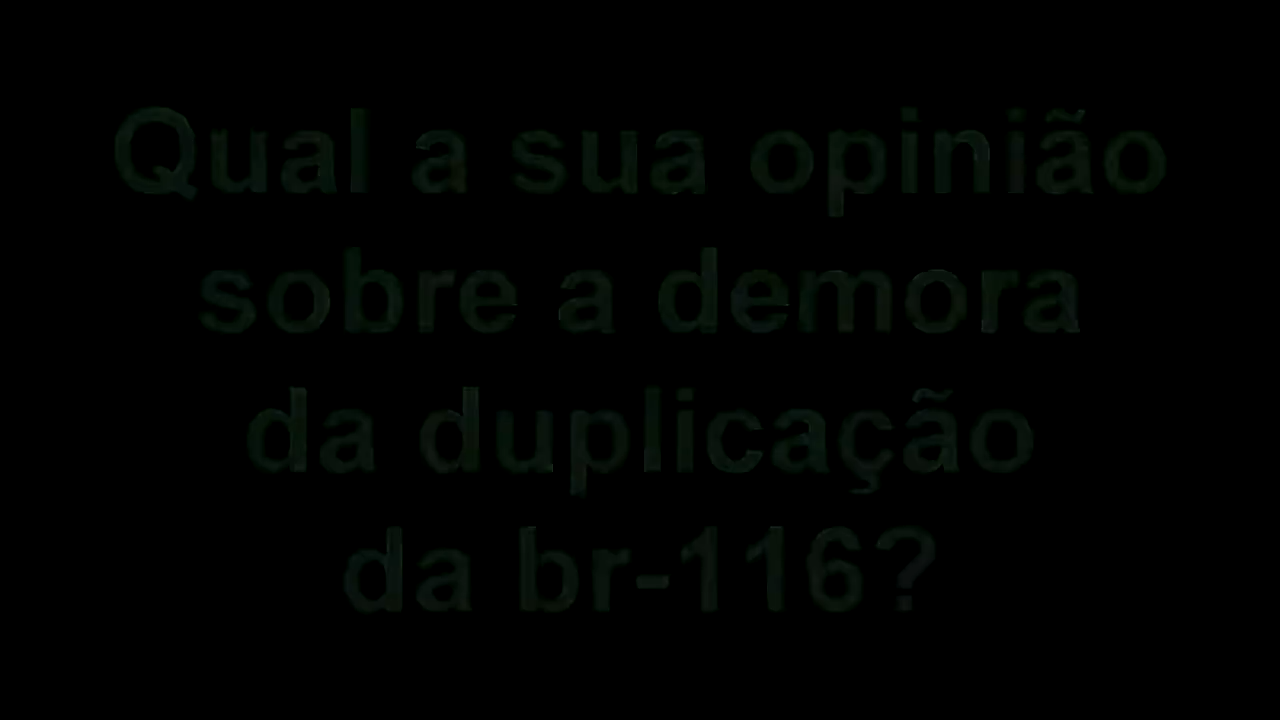 Qual a sua opinião
sobre a demora
da duplicação
da br-116?